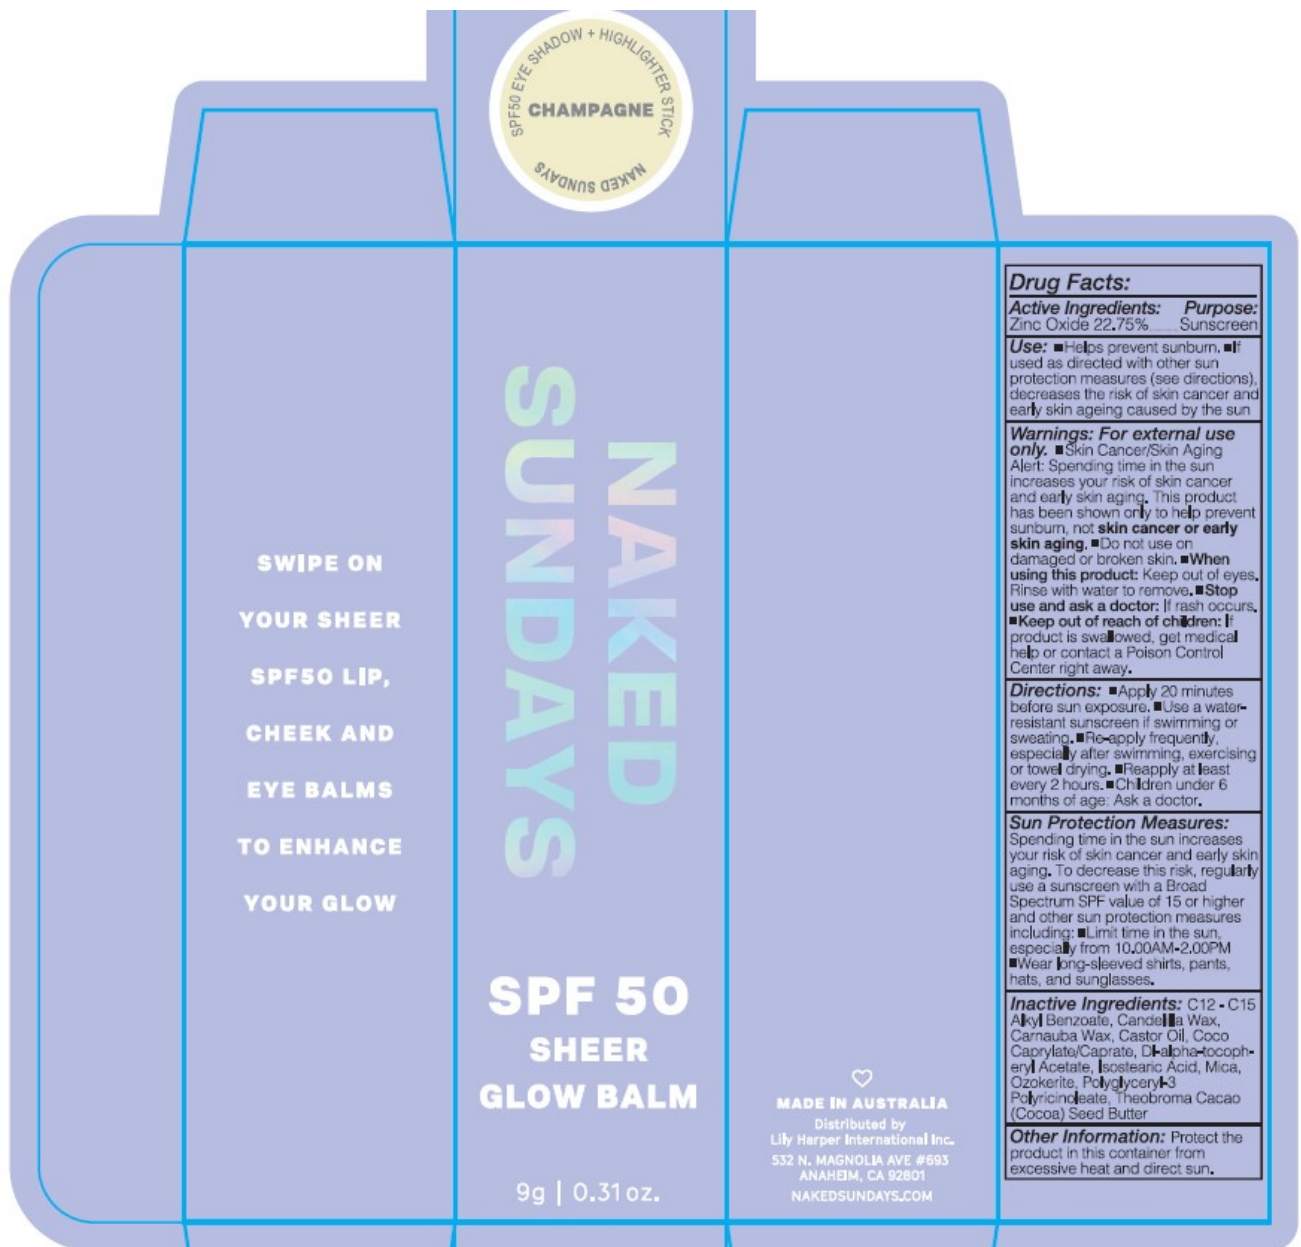 SPF50 EYE SHADOW + HIGHLIGHTER STICK
CHAMPAGNE
NAKED SUNDAYS
SWIPE ON
YOUR SHEER
SPF50 LIP,
CHEEK AND
EYE BALMS
TO ENHANCE
YOUR GLOW
NAKED
SUNDAYS
SPF 50
SHEER
GLOW BALM
9g | 0.31oz.
♡
MADE IN AUSTRALIA
Distributed by
Lily Harper International Inc.
532 N. MAGNOLIA AVE #693
ANAHEIM, CA 92801
NAKEDSUNDAYS.COM
Drug Facts:
Active Ingredients: Purpose:
Zinc Oxide 22.75%......Sunscreen
Use: ■Helps prevent sunburn. ■If
used as directed with other sun
protection measures (see directions),
decreases the risk of skin cancer and
early skin ageing caused by the sun
Warnings: For external use
only. ■Skin Cancer/Skin Aging
Alert: Spending time in the sun
increases your risk of skin cancer
and early skin aging. This product
has been shown only to help prevent
sunburn, not skin cancer or early
skin aging. ■Do not use on
damaged or broken skin. ■When
using this product: Keep out of eyes.
Rinse with water to remove. ■Stop
use and ask a doctor: If rash occurs.
■Keep out of reach of children: If
product is swallowed, get medical
help or contact a Poison Control
Center right away.
Directions: ■Apply 20 minutes
before sun exposure. ■Use a water-
resistant sunscreen if swimming or
sweating. ■Re-apply frequently,
especially after swimming, exercising
or towel drying. ■Reapply at least
every 2 hours. ■Children under 6
months of age: Ask a doctor.
Sun Protection Measures:
Spending time in the sun increases
your risk of skin cancer and early skin
aging. To decrease this risk, regularly
use a sunscreen with a Broad
Spectrum SPF value of 15 or higher
and other sun protection measures
including: ■Limit time in the sun,
especially from 10.00AM-2.00PM
■Wear long-sleeved shirts, pants,
hats, and sunglasses.
Inactive Ingredients: C12 - C15
Alkyl Benzoate, Candelilla Wax,
Carnauba Wax, Castor Oil, Coco
Caprylate/Caprate, Dl-alpha-tocoph-
eryl Acetate, Isostearic Acid, Mica,
Ozokerite, Polyglyceryl-3
Polyricinoleate, Theobroma Cacao
(Cocoa) Seed Butter
Other Information: Protect the
product in this container from
excessive heat and direct sun.